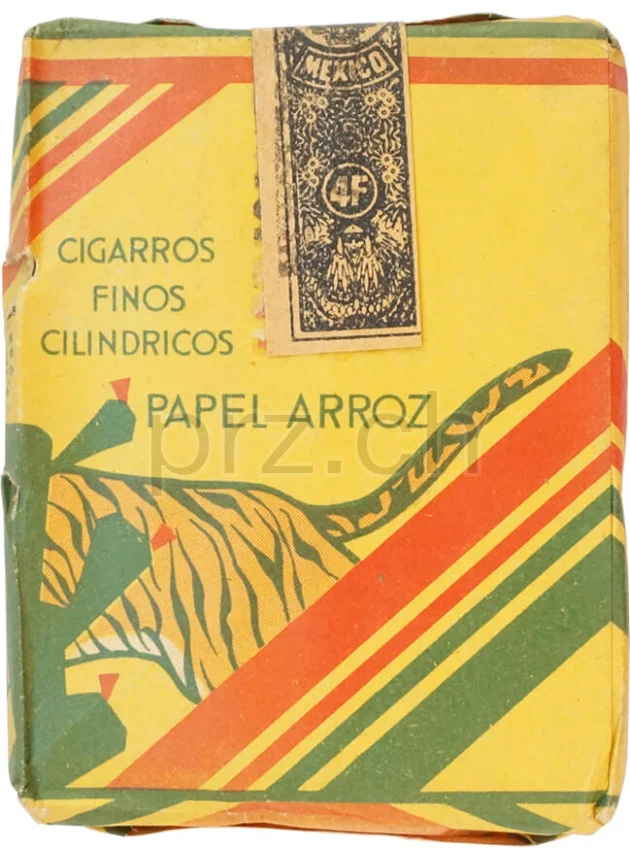 MEXICO
4F
CIGARROS
FINOS
CILINDRICOS
PAPEL ARROZ
prz.ch